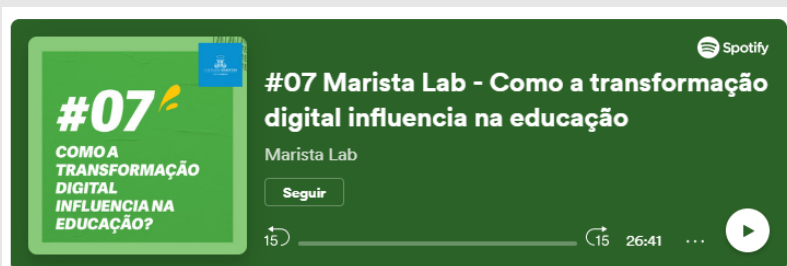 #07
COMO A
TRANSFORMAÇÃO
DIGITAL
INFLUENCIA NA
EDUCAÇÃO?
Spotify
#07 Marista Lab - Como a transformação
digital influencia na educação
Marista Lab
Seguir
15
15
26:41